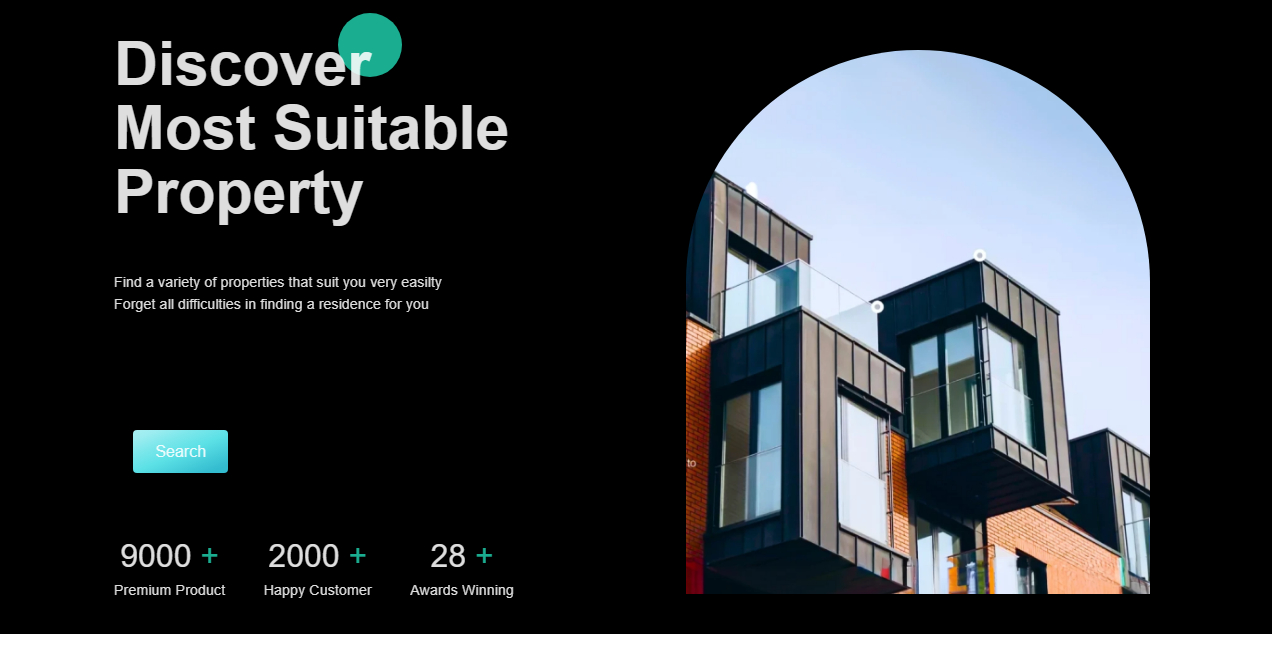 Discover
Most Suitable
Property
Find a variety of properties that suit you very easilty
Forget all difficulties in finding a residence for you
Search
9000 +
2000 +
28 +
Premium Product
Happy Customer
Awards Winning
to